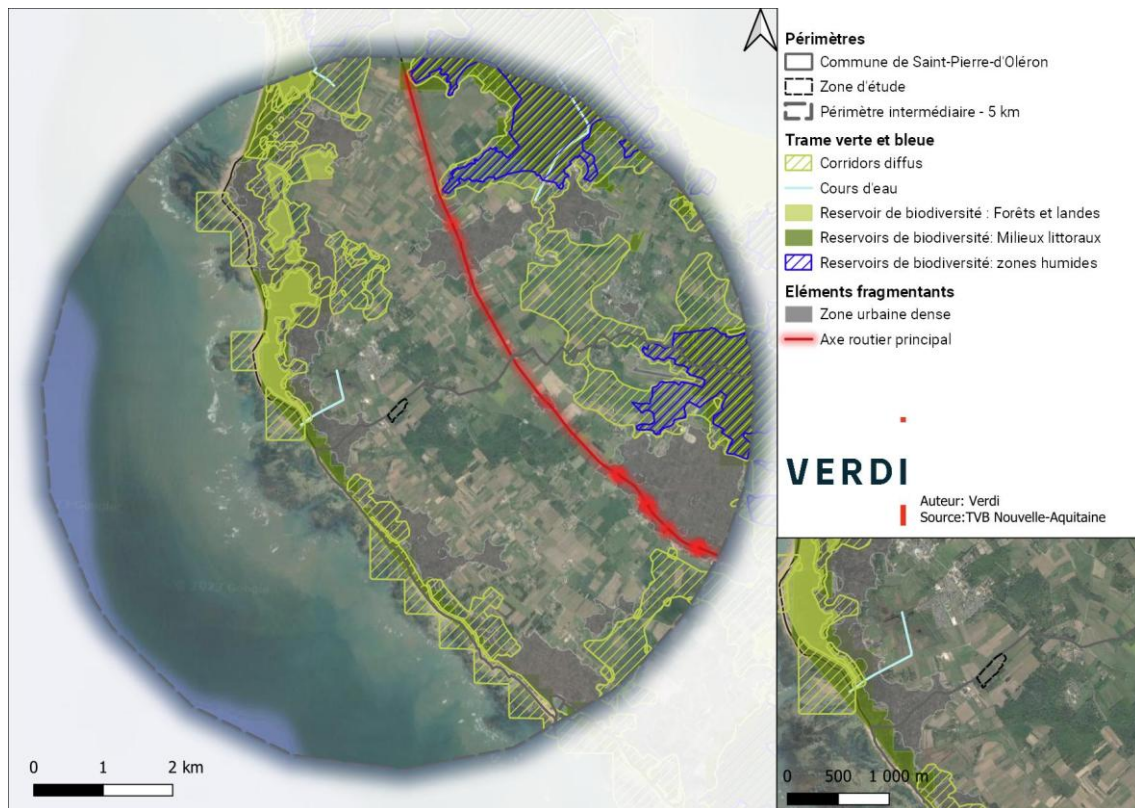 Périmètres
Commune de Saint-Pierre-d'Oléron
Zone d'étude
Périmètre intermédiaire - 5 km
Trame verte et bleue
Corridors diffus
Cours d'eau
Reservoir de biodiversité : Forêts et landes
Reservoirs de biodiversité: Milieux littoraux
Reservoirs de biodiversité: zones humides
Eléments fragmentants
Zone urbaine dense
Axe routier principal
VERDI
Auteur: Verdi
Source:TVB Nouvelle-Aquitaine
0 1 2 km
0 500 1 000 m